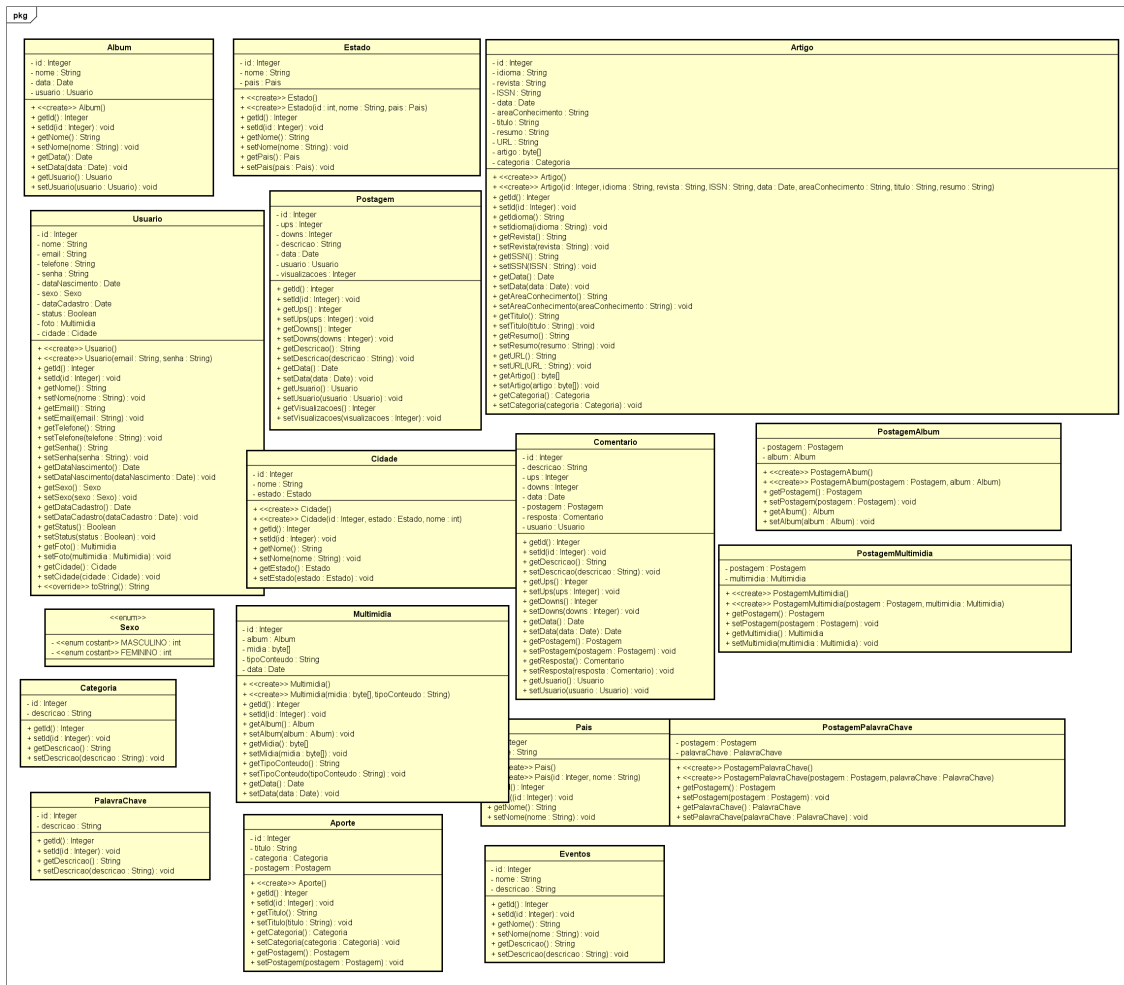 pkg
Album
- id : Integer
- nome : String
- data : Date
- usuario : Usuario
+ <<create>> Album()
+ getId() : Integer
+ setId(id : Integer) : void
+ getNome() : String
+ setNome(nome : String) : void
+ getData() : Date
+ setData(data : Date) : void
+ getUsuario() : Usuario
+ setUsuario(usuario : Usuario) : void
Estado
- id : Integer
- nome : String
- pais : Pais
+ <<create>> Estado()
+ <<create>> Estado(id : int, nome : String, pais : Pais)
+ getId() : Integer
+ setId(id : Integer) : void
+ getNome() : String
+ setNome(nome : String) : void
+ getPais() : Pais
+ setPais(pais : Pais) : void
Artigo
- id : Integer
- idioma : String
- revista : String
- ISSN : String
- data : Date
- areaConhecimento : String
- titulo : String
- resumo : String
- URL : String
- artigo : byte[]
- categoria : Categoria
+ <<create>> Artigo()
+ <<create>> Artigo(id : Integer, idioma : String, revista : String, ISSN : String, data : Date, areaConhecimento : String, titulo : String, resumo : String)
+ getId() : Integer
+ setId(id : Integer) : void
+ getIdioma() : String
+ setIdioma(idioma : String) : void
+ getRevista() : String
+ setRevista(revista : String) : void
+ getISSN() : String
+ setISSN(ISSN : String) : void
+ getData() : Date
+ setData(data : Date) : void
+ getAreaConhecimento() : String
+ setAreaConhecimento(areaConhecimento : String) : void
+ getTitulo() : String
+ setTitulo(titulo : String) : void
+ getResumo() : String
+ setResumo(resumo : String) : void
+ getURL() : String
+ setURL(URL : String) : void
+ getArtigo() : byte[]
+ setArtigo(artigo : byte[]) : void
+ getCategoria() : Categoria
+ setCategoria(categoria : Categoria) : void
Usuario
- id : Integer
- nome : String
- email : String
- telefone : String
- senha : String
- dataNascimento : Date
- sexo : Sexo
- dataCadastro : Date
- status : Boolean
- foto : Multimidia
- cidade : Cidade
+ <<create>> Usuario()
+ <<create>> Usuario(email : String, senha : String)
+ getId() : Integer
+ setId(id : Integer) : void
+ getNome() : String
+ setNome(nome : String) : void
+ getEmail() : String
+ setEmail(email : String) : void
+ getTelefone() : String
+ setTelefone(telefone : String) : void
+ getSenha() : String
+ setSenha(senha : String) : void
+ getDataNascimento() : Date
+ setDataNascimento(dataNascimento : Date) : void
+ getSexo() : Sexo
+ setSexo(sexo : Sexo) : void
+ getDataCadastro() : Date
+ setDataCadastro(dataCadastro : Date) : void
+ getStatus() : Boolean
+ setStatus(status : Boolean) : void
+ getFoto() : Multimidia
+ setFoto(multimidia : Multimidia) : void
+ getCidade() : Cidade
+ setCidade(cidade : Cidade) : void
+ <<override>> toString() : String
Postagem
- id : Integer
- ups : Integer
- downs : Integer
- descricao : String
- data : Date
- usuario : Usuario
- visualizacoes : Integer
+ getId() : Integer
+ setId(id : Integer) : void
+ getUps() : Integer
+ setUps(ups : Integer) : void
+ getDowns() : Integer
+ setDowns(downs : Integer) : void
+ getDescricao() : String
+ setDescricao(descricao : String) : void
+ getData() : Date
+ setData(data : Date) : void
+ getUsuario() : Usuario
+ setUsuario(usuario : Usuario) : void
+ getVisualizacoes() : Integer
+ setVisualizacoes(visualizacoes : Integer) : void
Cidade
- id : Integer
- nome : String
- estado : Estado
+ <<create>> Cidade()
+ <<create>> Cidade(id : Integer, estado : Estado, nome : int)
+ getId() : Integer
+ setId(id : Integer) : void
+ getNome() : String
+ setNome(nome : String) : void
+ getEstado() : Estado
+ setEstado(estado : Estado) : void
Comentario
- id : Integer
- descricao : String
- ups : Integer
- downs : Integer
- data : Date
- postagem : Postagem
- resposta : Comentario
- usuario : Usuario
+ getId() : Integer
+ setId(id : Integer) : void
+ getDescricao() : String
+ setDescricao(descricao : String) : void
+ getUps() : Integer
+ setUps(ups : Integer) : void
+ getDowns() : Integer
+ setDowns(downs : Integer) : void
+ getData() : Date
+ setData(data : Date) : Date
+ getPostagem() : Postagem
+ setPostagem(postagem : Postagem) : void
+ getResposta() : Comentario
+ setResposta(resposta : Comentario) : void
+ getUsuario() : Usuario
+ setUsuario(usuario : Usuario) : void
PostagemAlbum
- postagem : Postagem
- album : Album
+ <<create>> PostagemAlbum()
+ <<create>> PostagemAlbum(postagem : Postagem, album : Album)
+ getPostagem() : Postagem
+ setPostagem(postagem : Postagem) : void
+ getAlbum() : Album
+ setAlbum(album : Album) : void
PostagemMultimidia
- postagem : Postagem
- multimidia : Multimidia
+ <<create>> PostagemMultimidia()
+ <<create>> PostagemMultimidia(postagem : Postagem, multimidia : Multimidia)
+ getPostagem() : Postagem
+ setPostagem(postagem : Postagem) : void
+ getMultimidia() : Multimidia
+ setMultimidia(multimidia : Multimidia) : void
<<enum>>
Sexo
- <<enum costant>> MASCULINO : int
- <<enum costant>> FEMININO : int
Multimidia
- id : Integer
- album : Album
- midia : byte[]
- tipoConteudo : String
- data : Date
+ <<create>> Multimidia()
+ <<create>> Multimidia(midia : byte[], tipoConteudo : String)
+ getId() : Integer
+ setId(id : Integer) : void
+ getAlbum() : Album
+ setAlbum(album : Album) : void
+ getMidia() : byte[]
+ setMidia(midia : byte[]) : void
+ getTipoConteudo() : String
+ setTipoConteudo(tipoConteudo : String) : void
+ getData() : Date
+ setData(data : Date) : void
Categoria
- id : Integer
- descricao : String
+ getId() : Integer
+ setId(id : Integer) : void
+ getDescricao() : String
+ setDescricao(descricao : String) : void
Pais
teger
: String
eate>> Pais()
eate>> Pais(id : Integer, nome : String)
() : Integer
(id : Integer) : void
+ getNome() : String
+ setNome(nome : String) : void
PostagemPalavraChave
- postagem : Postagem
- palavraChave : PalavraChave
+ <<create>> PostagemPalavraChave()
+ <<create>> PostagemPalavraChave(postagem : Postagem, palavraChave : PalavraChave)
+ getPostagem() : Postagem
+ setPostagem(postagem : Postagem) : void
+ getPalavraChave() : PalavraChave
+ setPalavraChave(palavraChave : PalavraChave) : void
PalavraChave
- id : Integer
- descricao : String
+ getId() : Integer
+ setId(id : Integer) : void
+ getDescricao() : String
+ setDescricao(descricao : String) : void
Aporte
- id : Integer
- titulo : String
- categoria : Categoria
- postagem : Postagem
+ <<create>> Aporte()
+ getId() : Integer
+ setId(id : Integer) : void
+ getTitulo() : String
+ setTitulo(titulo : String) : void
+ getCategoria() : Categoria
+ setCategoria(categoria : Categoria) : void
+ getPostagem() : Postagem
+ setPostagem(postagem : Postagem) : void
Eventos
- id : Integer
- nome : String
- descricao : String
+ getId() : Integer
+ setId(id : Integer) : void
+ getNome() : String
+ setNome(nome : String) : void
+ getDescricao() : String
+ setDescricao(descricao : String) : void